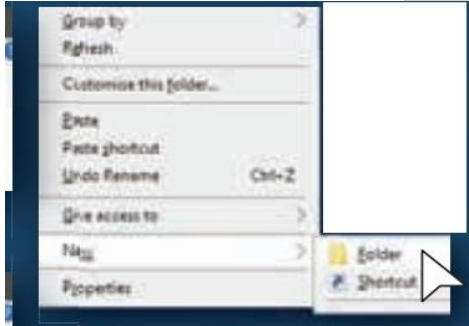 Group by
Refresh
Customise this folder...
Paste
Paste shortcut
Undo Rename Ctrl+Z
Give access to
New
Folder
Shortcut
Properties